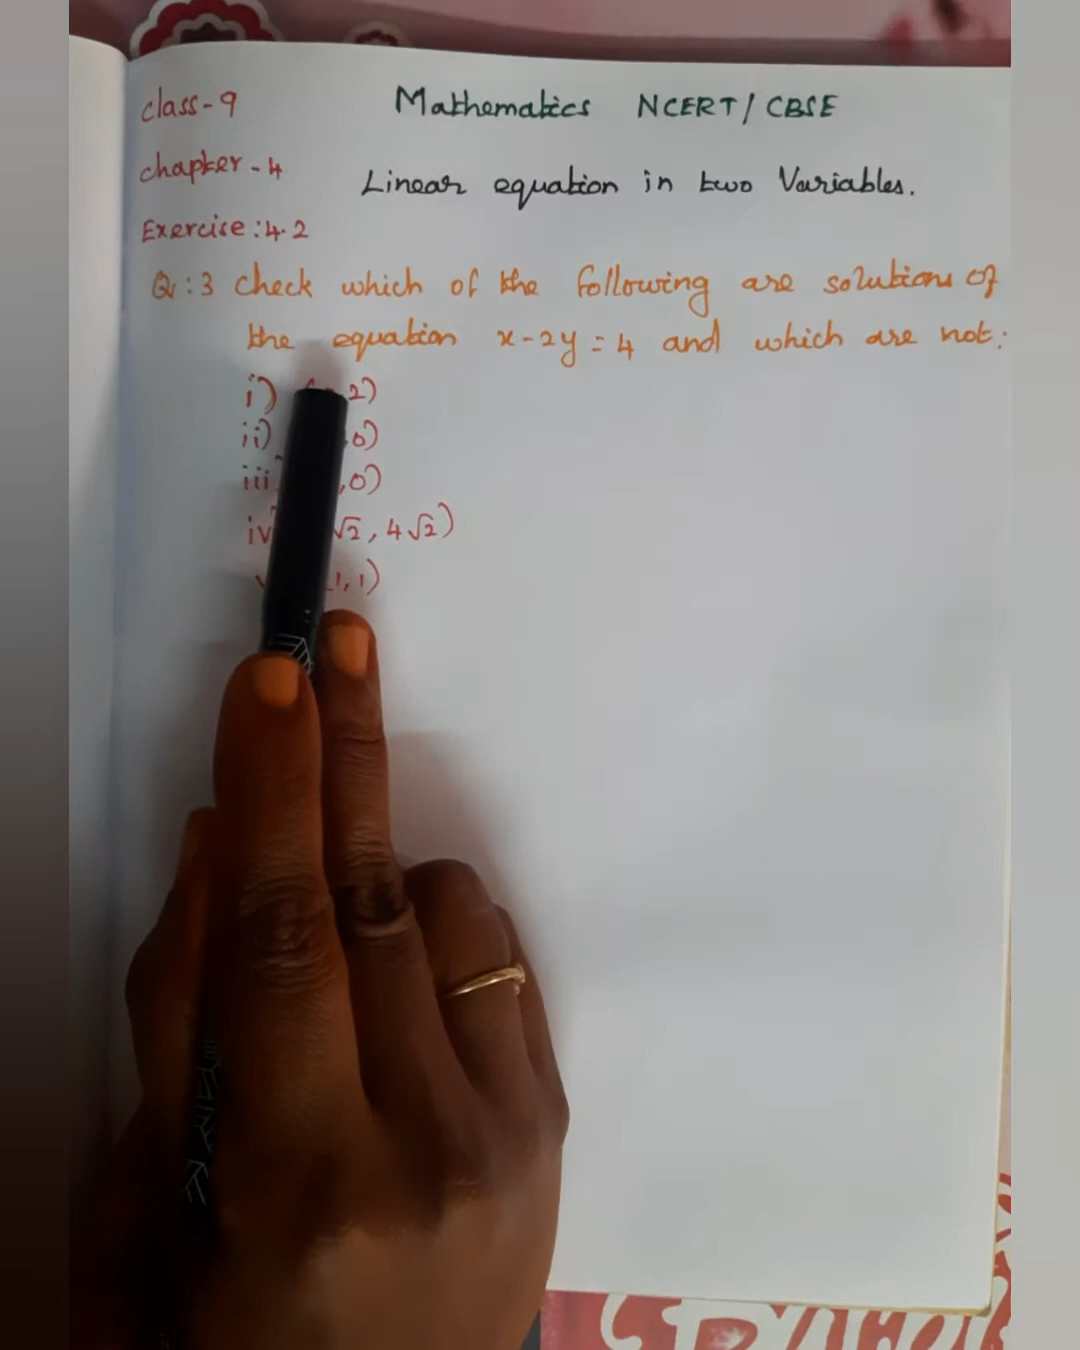 class-9
Mathematics NCERT/CBSE
chapter-4
Linear equation in two Variables.
Exercise:4.2
Q:3 check which of the following are solutions of
the equation x-2y=4 and which are not:
i) 2)
ii) ,0)
iii ,0)
iv √2, 4√2)
1,1)